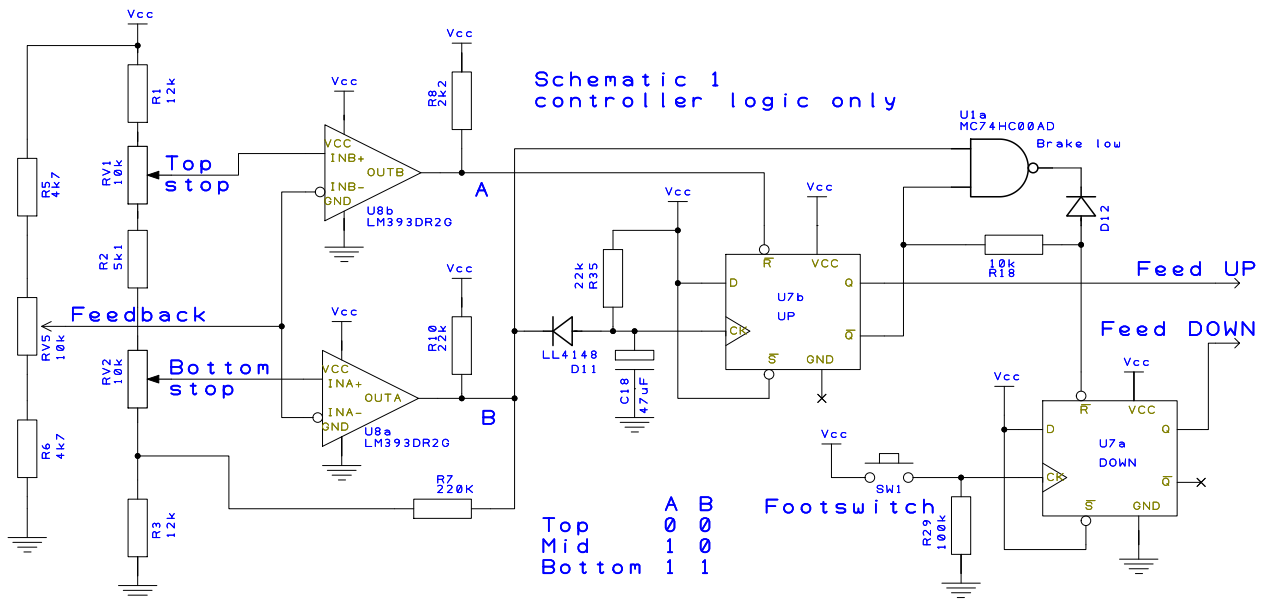 Vcc
R1
12k
RV1
10k
Top
stop
R5
4k7
R2
5k1
Feedback
RV5
10k
RV2
10k
Bottom
stop
R6
4k7
R3
12k
Vcc
VCC
INB+
OUTB
INB-
GND
U8b
LM393DR2G
Vcc
R8
2k2
A
Vcc
VCC
INA+
OUTA
INA-
GND
U8a
LM393DR2G
Vcc
R10
22k
B
R7
220K
Schematic 1
controller logic only
LL4148
D11
22k
R35
C18
47uF
Vcc
Vcc
R
VCC
D
Q
U7b
UP
CK
Q
S
GND
U1a
MC74HC00AD
Brake low
D12
10k
R18
Feed UP
Feed DOWN
Vcc
Vcc
R
VCC
D
Q
U7a
DOWN
CK
Q
S
GND
Vcc
SW1
Footswitch
R29
100k
A B
Top 0 0
Mid 1 0
Bottom 1 1